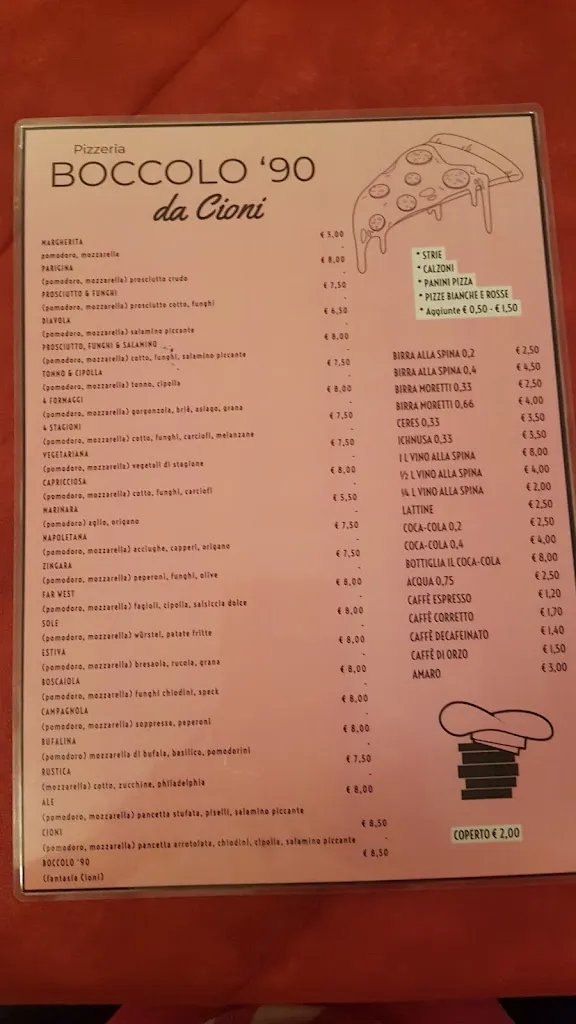 Pizzeria
BOCCOLO '90
da Cioni
MARGHERITA € 5,00
pomodoro, mozzarella -
PARIGINA € 8,00
(pomodoro, mozzarella) prosciutto crudo -
PROSCIUTTO & FUNGHI € 7,50
(pomodoro, mozzarella) prosciutto cotto, funghi -
DIAVOLA € 6,50
(pomodoro, mozzarella) salamino piccante -
PROSCIUTTO, FUNGHI & SALAMINO € 8,00
(pomodoro, mozzarella) cotto, funghi, salamino piccante -
TONNO & CIPOLLA € 7,50
(pomodoro, mozzarella) tonno, cipolla -
4 FORMAGGI € 8,00
(pomodoro, mozzarella) gorgonzola, briè, asiago, grana -
4 STAGIONI € 7,50
(pomodoro, mozzarella) cotto, funghi, carciofi, melanzane -
VEGETARIANA € 7,50
(pomodoro, mozzarella) vegetali di stagione -
CAPRICCIOSA € 8,00
(pomodoro, mozzarella) cotto, funghi, carciofi -
MARINARA € 5,50
(pomodoro) aglio, origano -
NAPOLETANA € 7,50
(pomodoro, mozzarella) acciughe, capperi, origano -
ZINGARA € 7,50
(pomodoro, mozzarella) peperoni, funghi, olive -
FAR WEST € 8,00
(pomodoro, mozzarella) fagioli, cipolla, salsiccia dolce -
SOLE € 8,00
(pomodoro, mozzarella) würstel, patate fritte -
ESTIVA € 8,00
(pomodoro, mozzarella) bresaola, rucola, grana -
BOSCAIOLA € 8,00
(pomodoro, mozzarella) funghi chiodini, speck -
CAMPAGNOLA € 8,00
(pomodoro, mozzarella) soppressa, peperoni -
BUFALINA € 8,00
(pomodoro) mozzarella di bufala, basilico, pomodorini -
RUSTICA € 7,50
(mozzarella) cotto, zucchine, philadelphia -
ALE € 8,00
(pomodoro, mozzarella) pancetta stufata, piselli, salamino piccante -
CIONI € 8,50
(pomodoro, mozzarella) pancetta arrotolata, chiodini, cipolla, salamino piccante -
BOCCOLO '90 € 8,50
(fantasia Cioni)
* STRIE
* CALZONI
* PANINI PIZZA
* PIZZE BIANCHE E ROSSE
* Aggiunte € 0,50 - € 1,50
BIRRA ALLA SPINA 0,2 € 2,50
BIRRA ALLA SPINA 0,4 € 4,50
BIRRA MORETTI 0,33 € 2,50
BIRRA MORETTI 0,66 € 4,00
CERES 0,33 € 3,50
ICHNUSA 0,33 € 3,50
1 L VINO ALLA SPINA € 8,00
½ L VINO ALLA SPINA € 4,00
¼ L VINO ALLA SPINA € 2,00
LATTINE € 2,50
COCA-COLA 0,2 € 2,50
COCA-COLA 0,4 € 4,00
BOTTIGLIA 1L COCA-COLA € 8,00
ACQUA 0,75 € 2,50
CAFFÈ ESPRESSO € 1,20
CAFFÈ CORRETTO € 1,70
CAFFÈ DECAFEINATO € 1,40
CAFFÈ DI ORZO € 1,50
AMARO € 3,00
COPERTO € 2,00